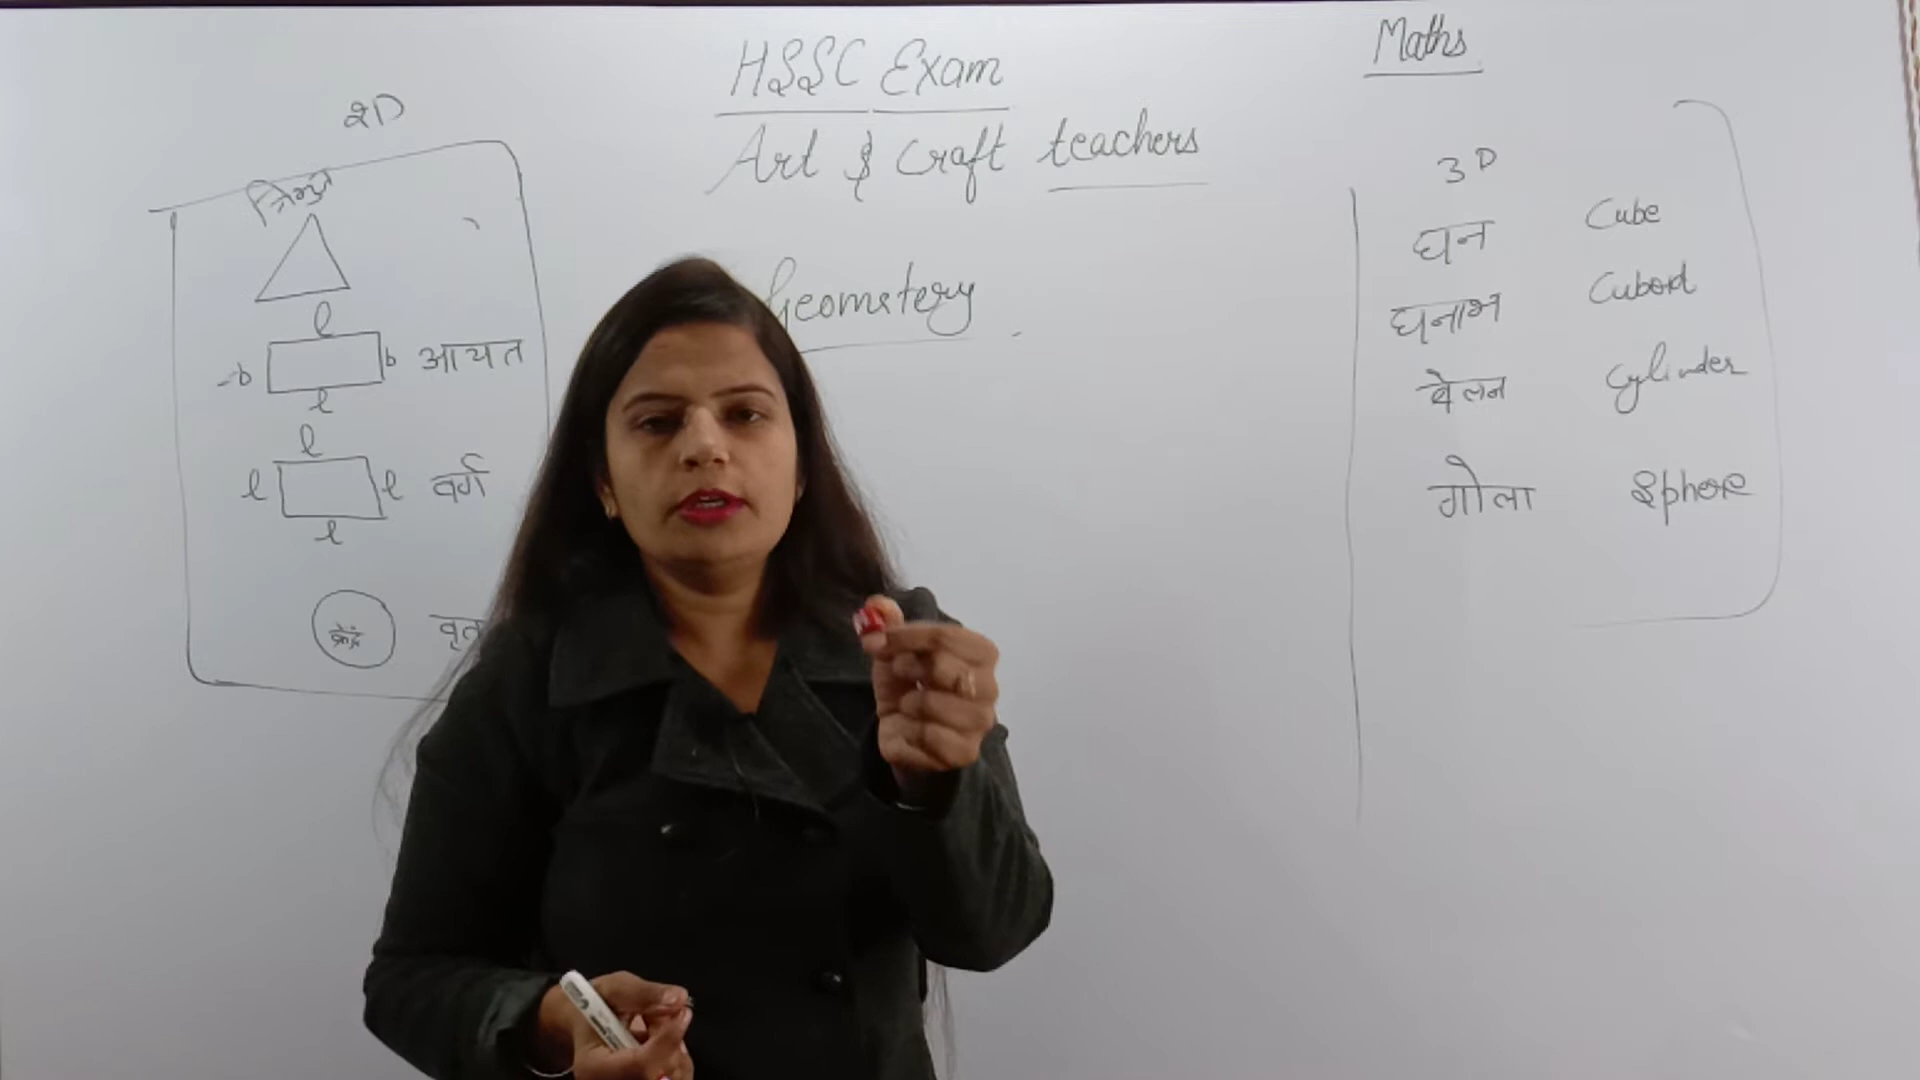 HSSC Exam
Art & Craft teachers
Geometery
Maths
2D
त्रिभुज
l
b b आयत
l
l
l l वर्ग
l
केंद्र वृत
3D
घन Cube
घनाभ Cuboid
बेलन Cylinder
गोला Sphere